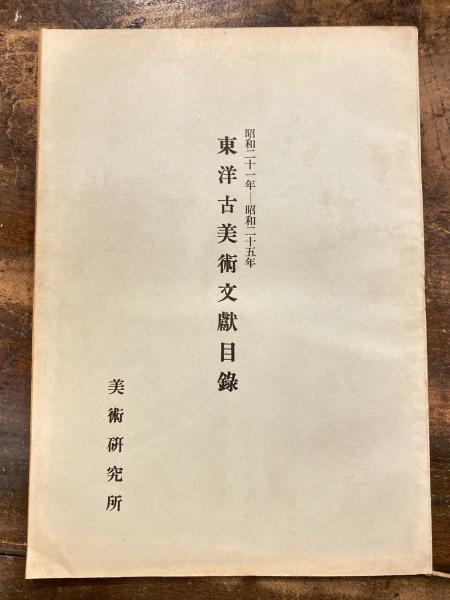 昭和二十一年―昭和二十五年
東洋古美術文獻目錄
美術研究所